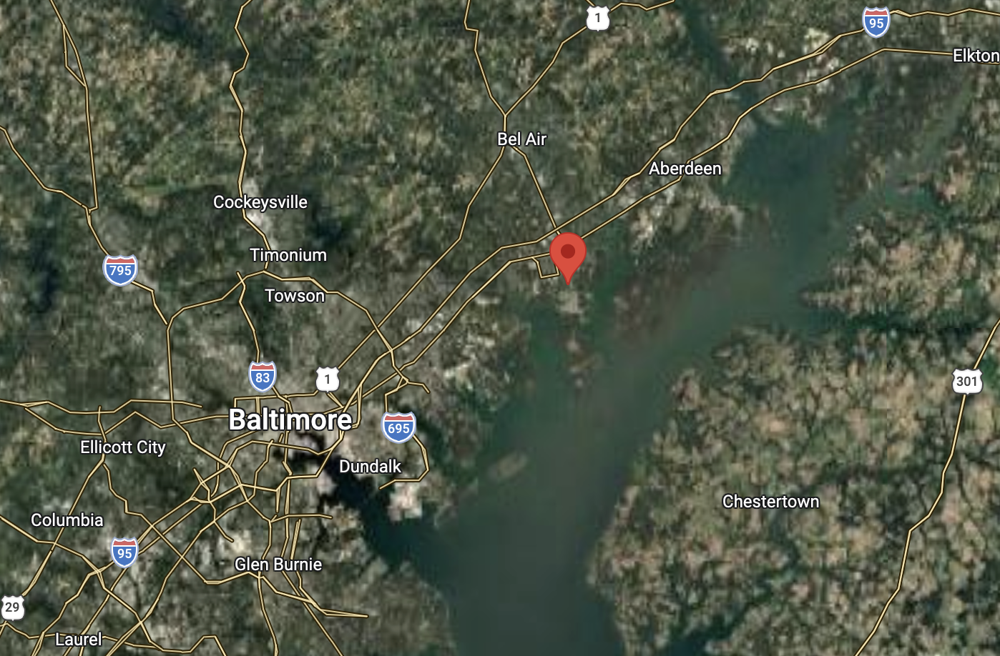 1
95
Elkton
Bel Air
Aberdeen
Cockeysville
Timonium
795
Towson
83
1
301
Baltimore
695
Ellicott City
Dundalk
Chestertown
Columbia
95
Glen Burnie
29
Laurel